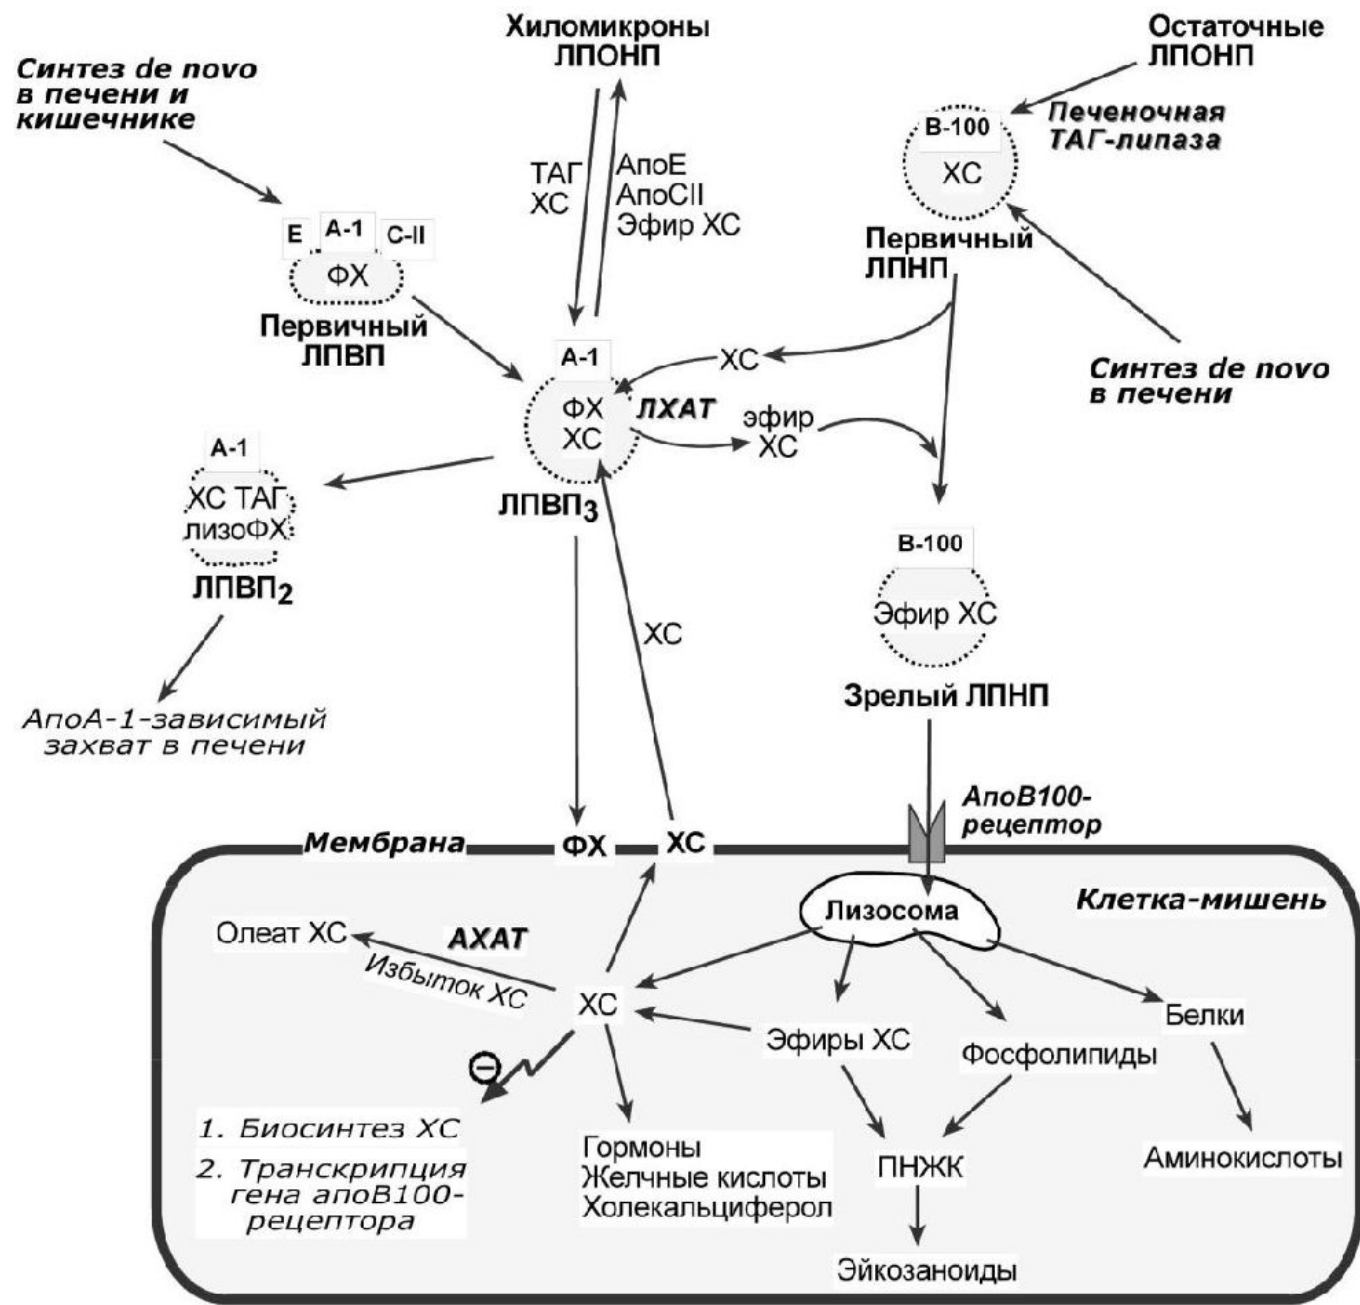 Хиломикроны
ЛПОНП
Остаточные
ЛПОНП
Синтез de novo
в печени и
кишечнике
Печеночная
ТАГ-липаза
B-100
ХС
Первичный
ЛПНП
ТАГ
ХС
АпоЕ
АпоСII
Эфир ХС
E
A-1
C-II
ФХ
Первичный
ЛПВП
Синтез de novo
в печени
A-1
ФХ
ХС
ЛПВП3
ХС
ЛХАТ
эфир
ХС
A-1
ХС ТАГ
лизоФХ
ЛПВП2
B-100
Эфир ХС
Зрелый ЛПНП
ХС
АпоА-1-зависимый
захват в печени
АпоВ100-
рецептор
Мембрана
ФХ
ХС
Клетка-мишень
Лизосома
Олеат ХС
АХАТ
Избыток ХС
ХС
Эфиры ХС
Фосфолипиды
Белки
1. Биосинтез ХС
2. Транскрипция
гена апоВ100-
рецептора
Гормоны
Желчные кислоты
Холекальциферол
ПНЖК
Аминокислоты
Эйкозаноиды